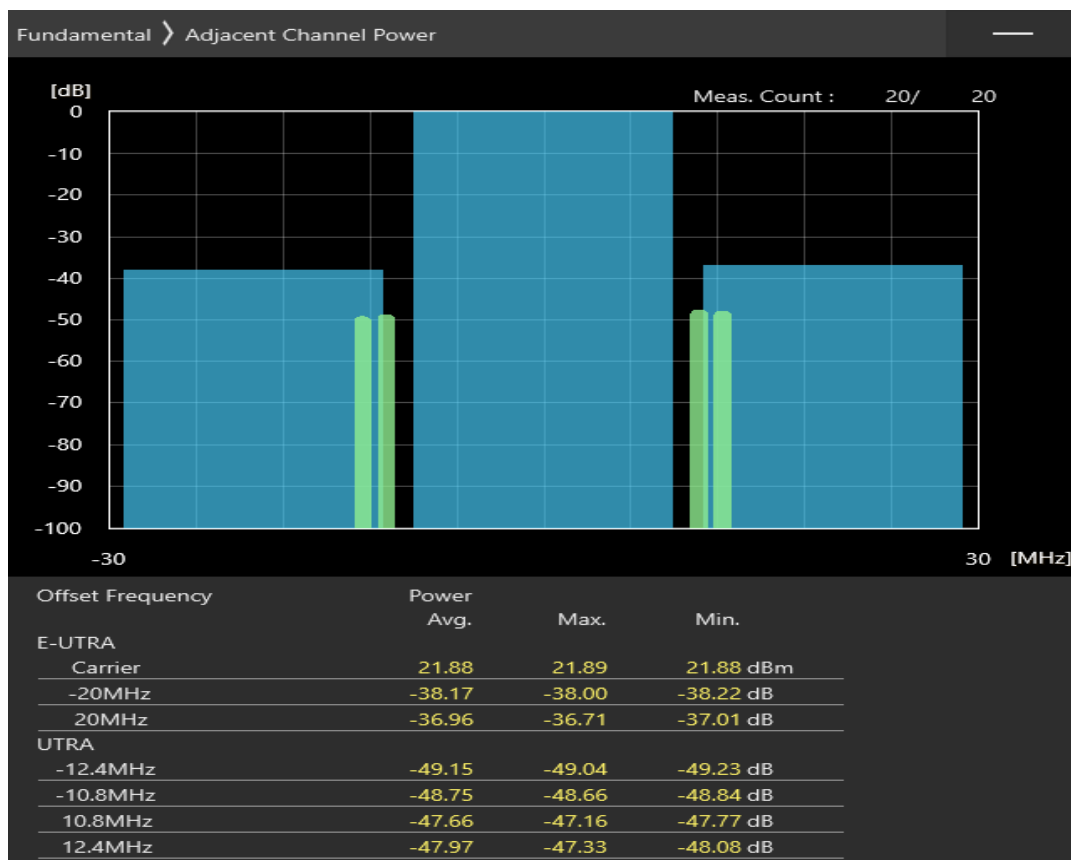 Fundamental 〉 Adjacent Channel Power
[dB]
Meas. Count : 20/ 20
0
-10
-20
-30
-40
-50
-60
-70
-80
-90
-100
-30 30 [MHz]
Offset Frequency Power
Avg. Max. Min.
E-UTRA
Carrier 21.88 21.89 21.88 dBm
-20MHz -38.17 -38.00 -38.22 dB
20MHz -36.96 -36.71 -37.01 dB
UTRA
-12.4MHz -49.15 -49.04 -49.23 dB
-10.8MHz -48.75 -48.66 -48.84 dB
10.8MHz -47.66 -47.16 -47.77 dB
12.4MHz -47.97 -47.33 -48.08 dB